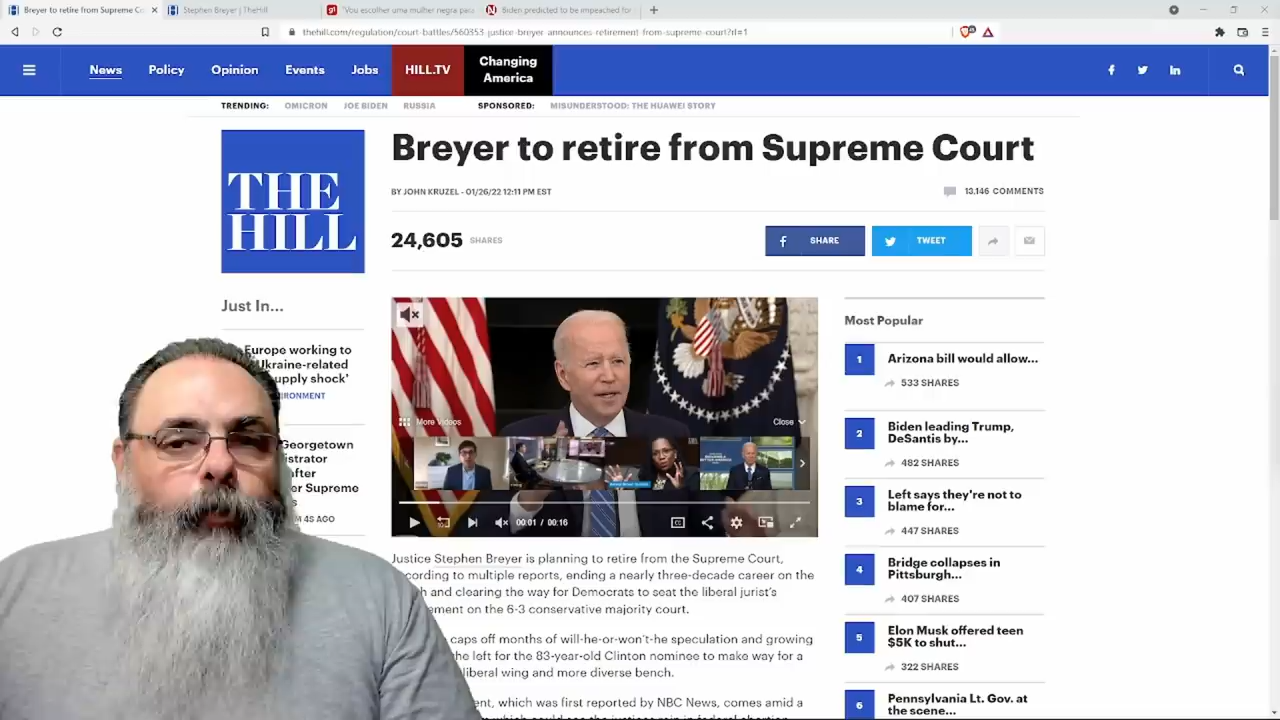 Breyer to retire from Supreme Co
Stephen Breyer | TheHill
"Você escolher uma mulher negra para
Biden predicted to be impeached for
thehill.com/regulation/court-battles/560353-justice-breyer-announces-retirement-from-supreme-court?rl=1
News
Policy
Opinion
Events
Jobs
HILL.TV
Changing
America
TRENDING:
OMICRON
JOE BIDEN
RUSSIA
SPONSORED:
MISUNDERSTOOD: THE HUAWEI STORY
THE
HILL
Breyer to retire from Supreme Court
BY JOHN KRUZEL - 01/26/22 12:11 PM EST
13,146 COMMENTS
24,605 SHARES
SHARE
TWEET
Just In...
Europe working to
Ukraine-related
upply shock'
RONMENT
Georgetown
istrator
after
er Supreme
s
M 4S AGO
More Videos
Close
00:01 / 00:16
Justice Stephen Breyer is planning to retire from the Supreme Court,
ccording to multiple reports, ending a nearly three-decade career on the
h and clearing the way for Democrats to seat the liberal jurist's
ement on the 6-3 conservative majority court.
caps off months of will-he-or-won't-he speculation and growing
he left for the 83-year-old Clinton nominee to make way for a
liberal wing and more diverse bench.
ent, which was first reported by NBC News, comes amid a
Most Popular
1
Arizona bill would allow...
533 SHARES
2
Biden leading Trump,
DeSantis by...
482 SHARES
3
Left says they're not to
blame for...
447 SHARES
4
Bridge collapses in
Pittsburgh...
407 SHARES
5
Elon Musk offered teen
$5K to shut...
322 SHARES
6
Pennsylvania Lt. Gov. at
the scene...